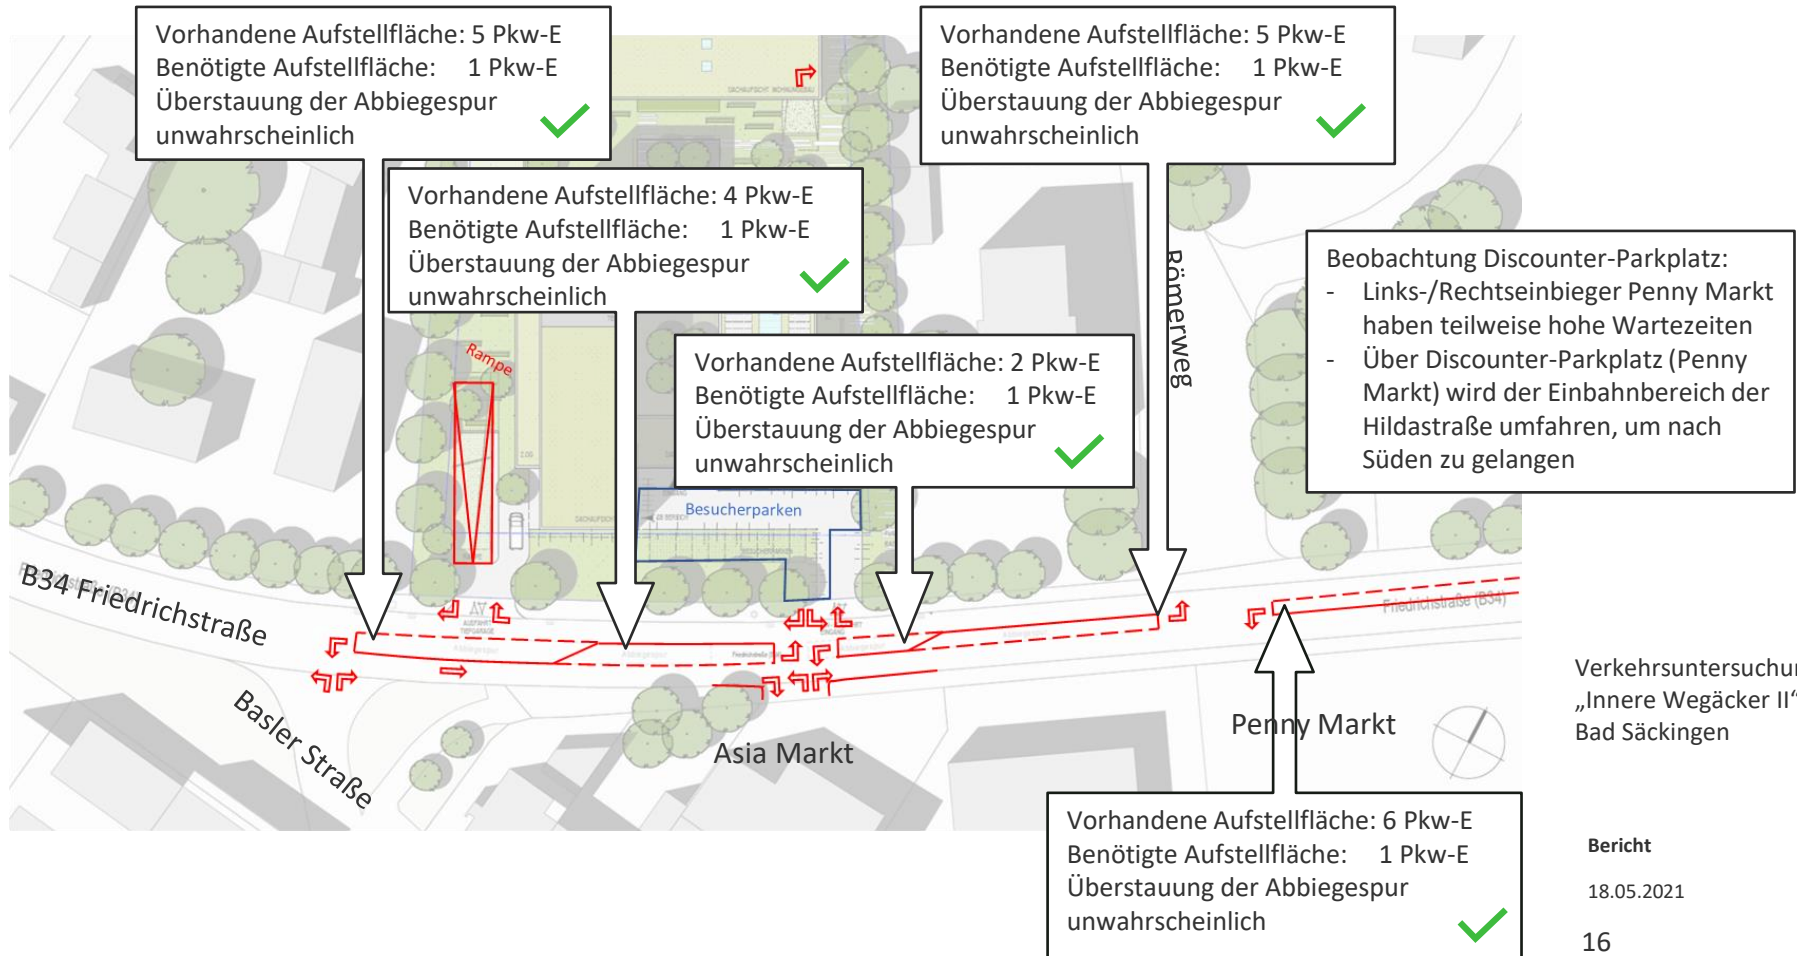 Vorhandene Aufstellfläche: 5 Pkw-E
Benötigte Aufstellfläche: 1 Pkw-E
Überstauung der Abbiegespur
unwahrscheinlich
Vorhandene Aufstellfläche: 5 Pkw-E
Benötigte Aufstellfläche: 1 Pkw-E
Überstauung der Abbiegespur
unwahrscheinlich
Vorhandene Aufstellfläche: 4 Pkw-E
Benötigte Aufstellfläche: 1 Pkw-E
Überstauung der Abbiegespur
unwahrscheinlich
Römerweg
Beobachtung Discounter-Parkplatz:
- Links-/Rechtseinbieger Penny Markt
haben teilweise hohe Wartezeiten
- Über Discounter-Parkplatz (Penny
Markt) wird der Einbahnbereich der
Hildastraße umfahren, um nach
Süden zu gelangen
Rampe
Vorhandene Aufstellfläche: 2 Pkw-E
Benötigte Aufstellfläche: 1 Pkw-E
Überstauung der Abbiegespur
unwahrscheinlich
Besucherparken
B34 Friedrichstraße
Friedrichstraße (B34)
AUSFAHRT
TIEFGARAGE
Basler Straße
Asia Markt
Penny Markt
Verkehrsuntersuchun
„Innere Wegäcker II“
Bad Säckingen
Vorhandene Aufstellfläche: 6 Pkw-E
Benötigte Aufstellfläche: 1 Pkw-E
Überstauung der Abbiegespur
unwahrscheinlich
Bericht
18.05.2021
16